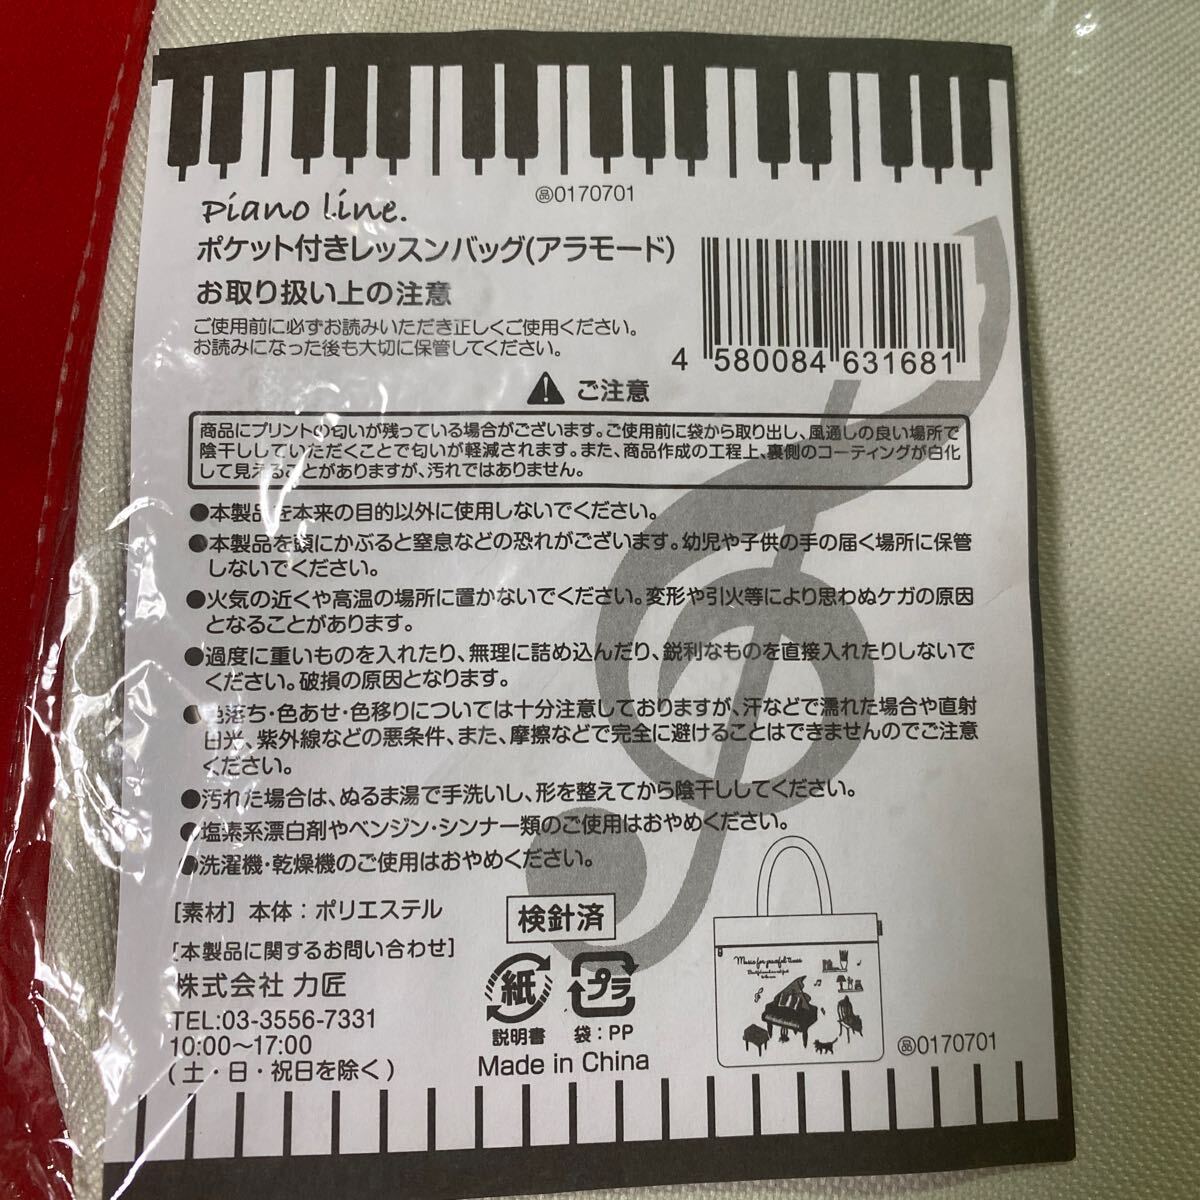 ㊡0170701
Piano Line.
ポケット付きレッスンバッグ(アラモード)
お取り扱い上の注意
ご使用前に必ずお読みいただき正しくご使用ください。
お読みになった後も大切に保管してください。
4 580084 631681
ご注意
商品にプリントの匂いが残っている場合がございます。ご使用前に袋から取り出し、風通しの良い場所で
陰干ししていただくことで匂いが軽減されます。また、商品作成の工程上、裏側のコーティングが白化
して見えることがありますが、汚れではありません。
●本製品を本来の目的以外に使用しないでください。
●本製品を頭にかぶると窒息などの恐れがございます。幼児や子供の手の届く場所に保管
しないでください。
●火気の近くや高温の場所に置かないでください。変形や引火等により思わぬケガの原因
となることがあります。
●過度に重いものを入れたり、無理に詰め込んだり、鋭利なものを直接入れたりしないで
ください。破損の原因となります。
●色落ち・色あせ・色移りについては十分注意しておりますが、汗などで濡れた場合や直射
日光、紫外線などの悪条件、また、摩擦などで完全に避けることはできませんのでご注意
ください。
●汚れた場合は、ぬるま湯で手洗いし、形を整えてから陰干ししてください。
●塩素系漂白剤やベンジン・シンナー類のご使用はおやめください。
●洗濯機・乾燥機のご使用はおやめください。
[素材] 本体：ポリエステル
検針済
[本製品に関するお問い合わせ]
株式会社 力匠
TEL:03-3556-7331
10:00〜17:00
(土・日・祝日を除く)
紙
説明書
プラ
袋：PP
Made in China
Music for peaceful times
㊡0170701